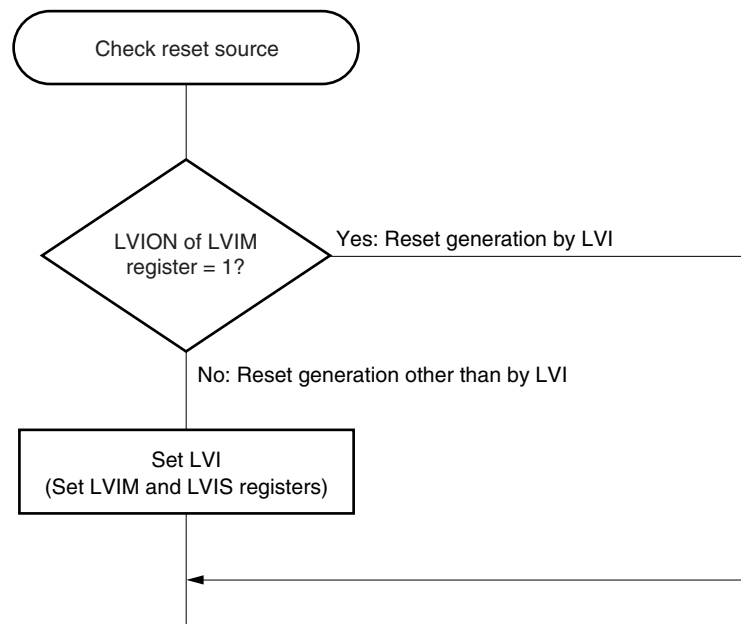 Check reset source
LVION of LVIM
register = 1?
Yes: Reset generation by LVI
No: Reset generation other than by LVI
Set LVI
(Set LVIM and LVIS registers)